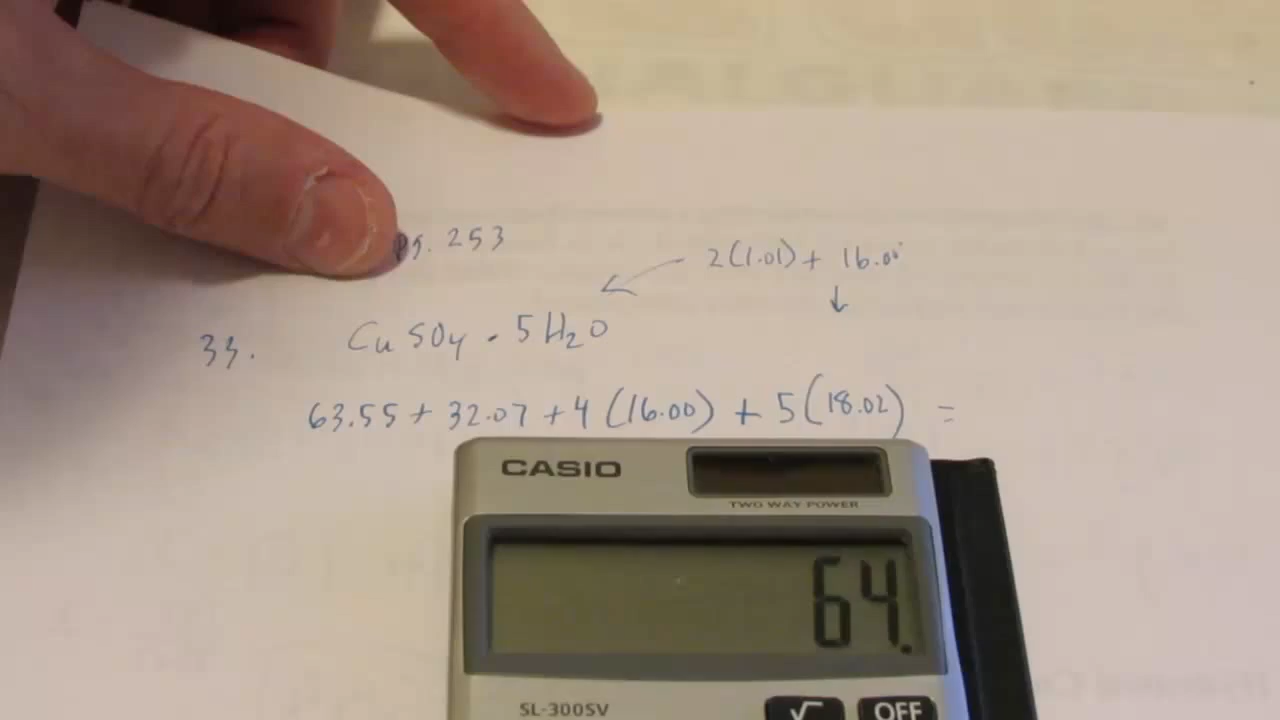 pg. 253
2(1.01) + 16.00
33. CuSO4 . 5H2O
63.55 + 32.07 + 4 (16.00) + 5 (18.02) =
CASIO
TWO WAY POWER
64.
SL-300SV
√ OFF